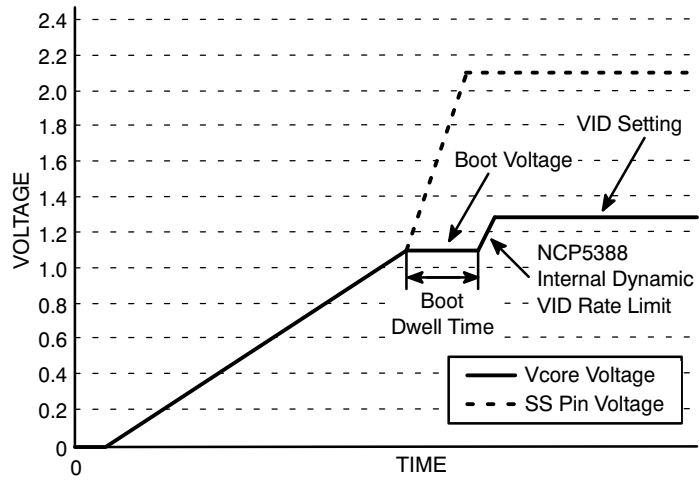 2.4
2.2
2.0
1.8
1.6
1.4
1.2
1.0
0.8
0.6
0.4
0.2
0
0
VOLTAGE
TIME
VID Setting
Boot Voltage
NCP5388
Internal Dynamic
VID Rate Limit
Boot
Dwell Time
Vcore Voltage
SS Pin Voltage